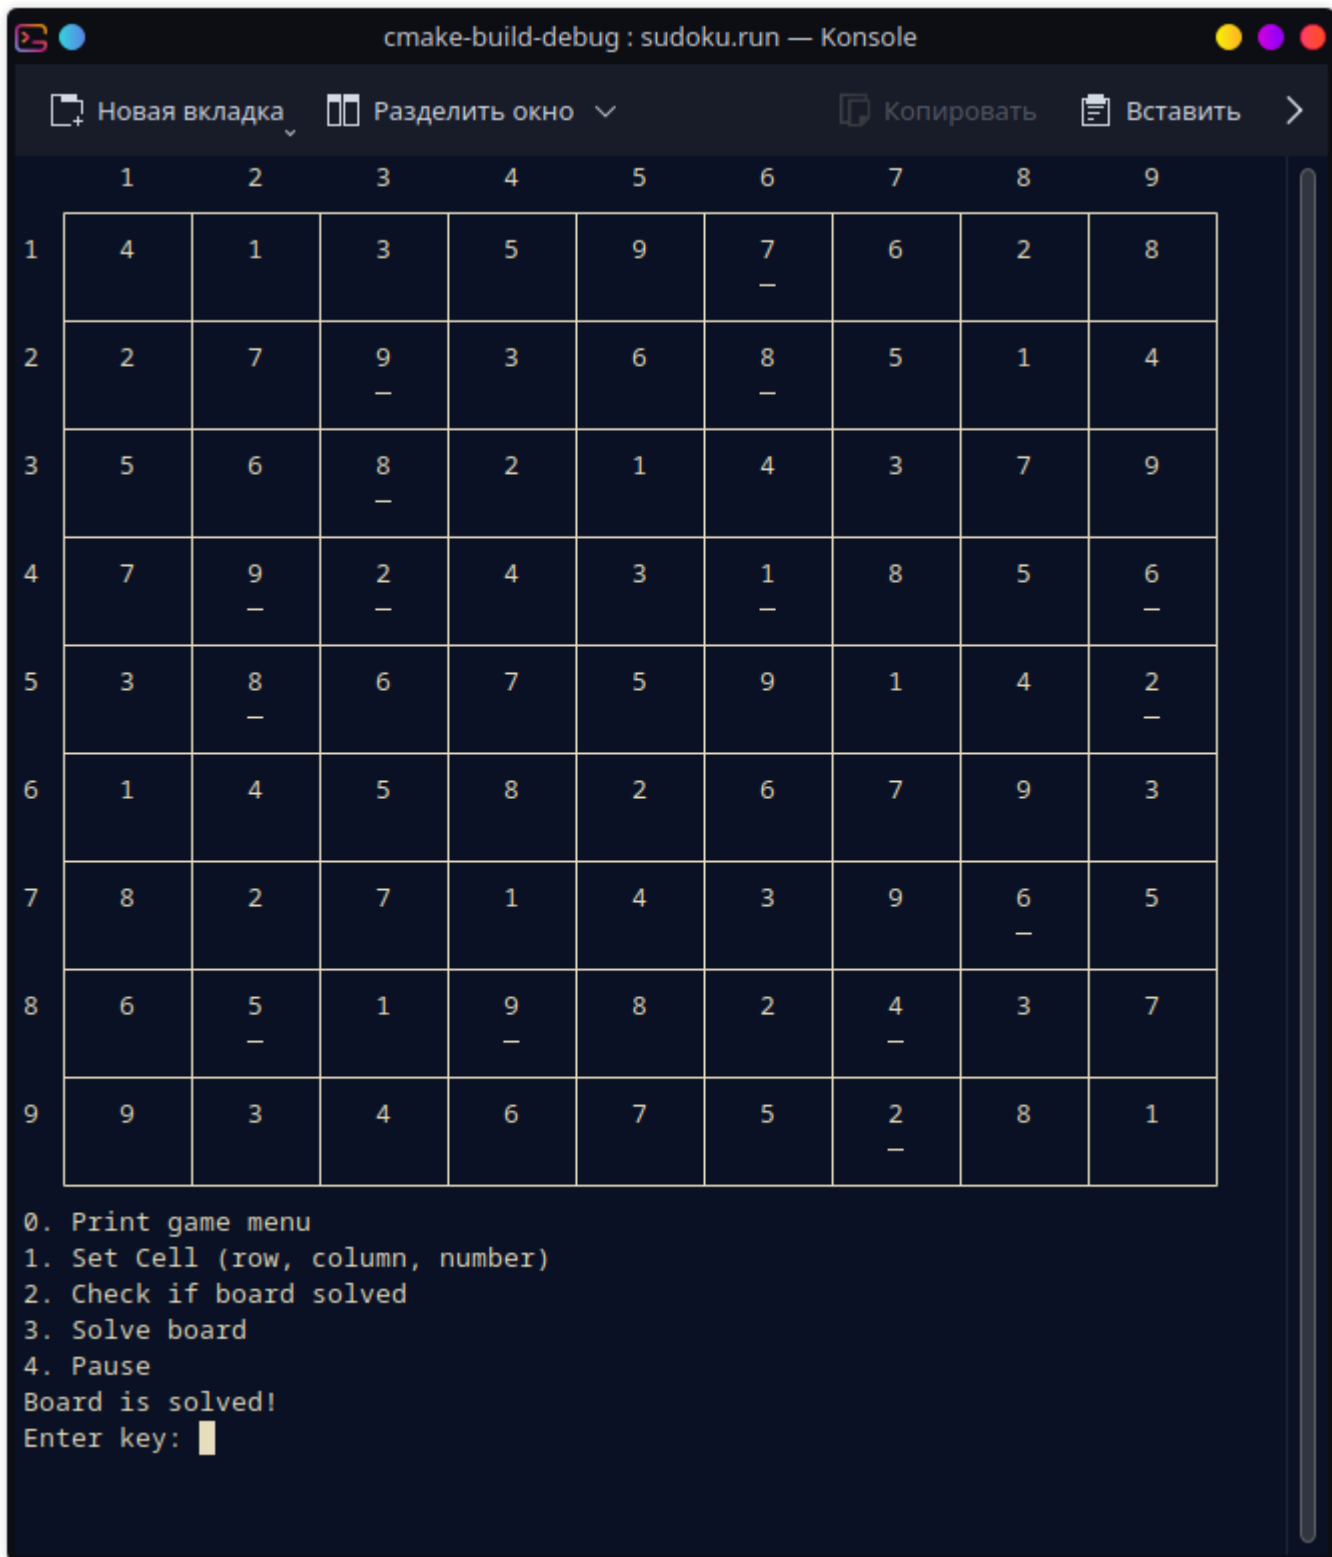 cmake-build-debug : sudoku.run — Konsole
Новая вкладка Разделить окно Копировать Вставить
1 2 3 4 5 6 7 8 9
1 4 1 3 5 9 7 6 2 8
_
2 2 7 9 3 6 8 5 1 4
_ _
3 5 6 8 2 1 4 3 7 9
_
4 7 9 2 4 3 1 8 5 6
_ _ _ _
5 3 8 6 7 5 9 1 4 2
_ _
6 1 4 5 8 2 6 7 9 3
7 8 2 7 1 4 3 9 6 5
_
8 6 5 1 9 8 2 4 3 7
_ _ _
9 9 3 4 6 7 5 2 8 1
_
0. Print game menu
1. Set Cell (row, column, number)
2. Check if board solved
3. Solve board
4. Pause
Board is solved!
Enter key: